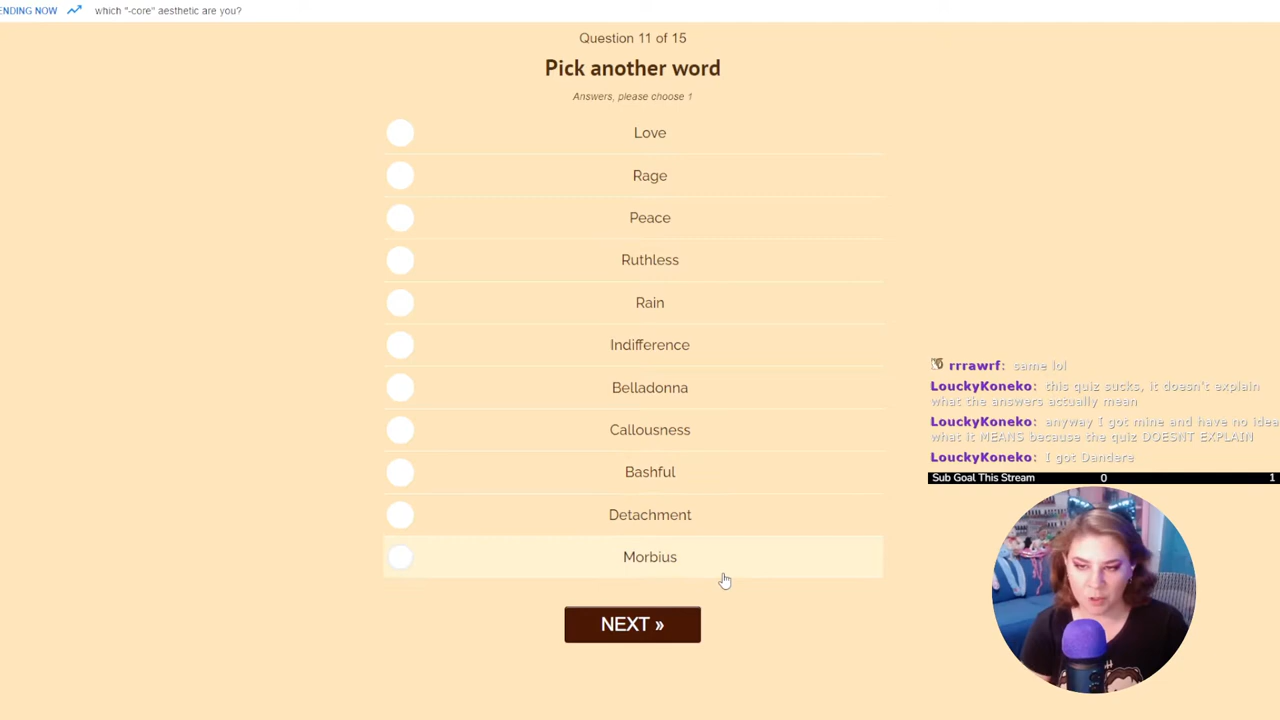 ENDING NOW which "-core" aesthetic are you?
Question 11 of 15
Pick another word
Answers, please choose 1
Love
Rage
Peace
Ruthless
Rain
Indifference
Belladonna
Callousness
Bashful
Detachment
Morbius
NEXT »
rrrawrf: same lol
LouckyKoneko: this quiz sucks, it doesn't explain
what the answers actually mean
LouckyKoneko: anyway I got mine and have no idea
what it MEANS because the quiz DOESNT EXPLAIN
LouckyKoneko: I got Dandere
Sub Goal This Stream 0 1